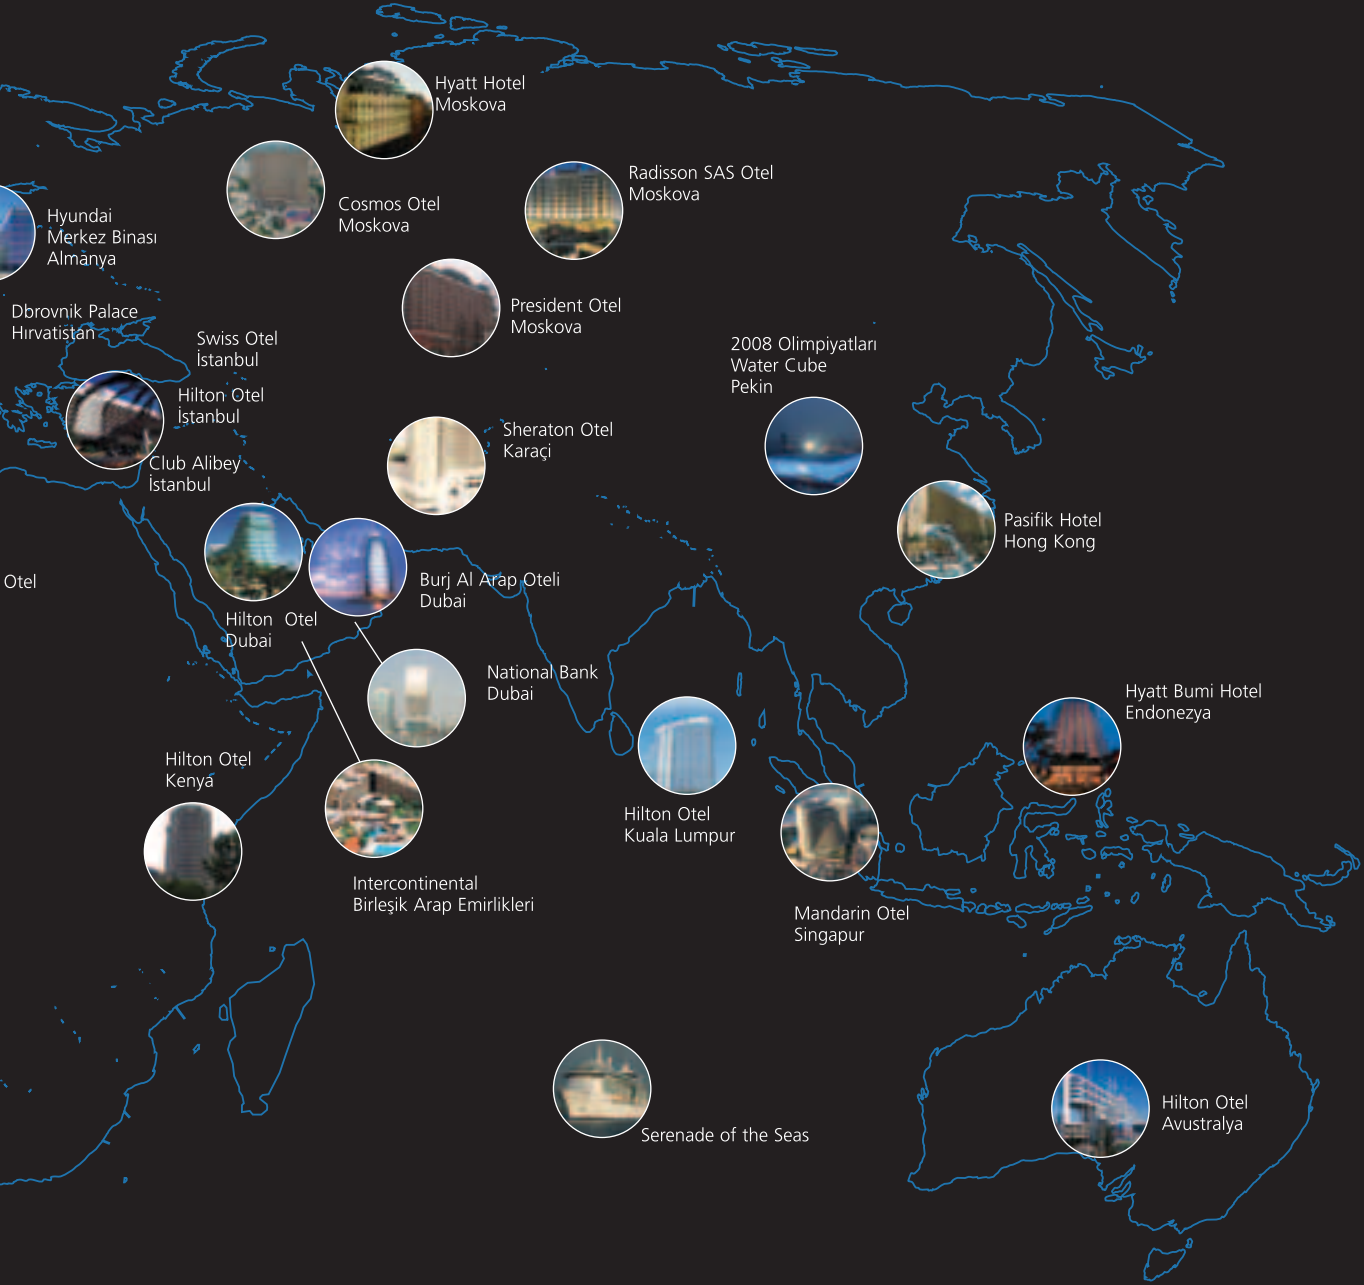 Hyatt Hotel
Moskova
Radisson SAS Otel
Moskova
Cosmos Otel
Moskova
Hyundai
Merkez Binası
Almanya
President Otel
Moskova
Dbrovnik Palace
Hırvatistan
Swiss Otel
İstanbul
2008 Olimpiyatları
Water Cube
Pekin
Hilton Otel
İstanbul
Sheraton Otel
Karaçi
Club Alibey
İstanbul
Pasifik Hotel
Hong Kong
Otel
Burj Al Arap Oteli
Dubai
Hilton Otel
Dubai
National Bank
Dubai
Hyatt Bumi Hotel
Endonezya
Hilton Otel
Kenya
Hilton Otel
Kuala Lumpur
Intercontinental
Birleşik Arap Emirlikleri
Mandarin Otel
Singapur
Hilton Otel
Avustralya
Serenade of the Seas